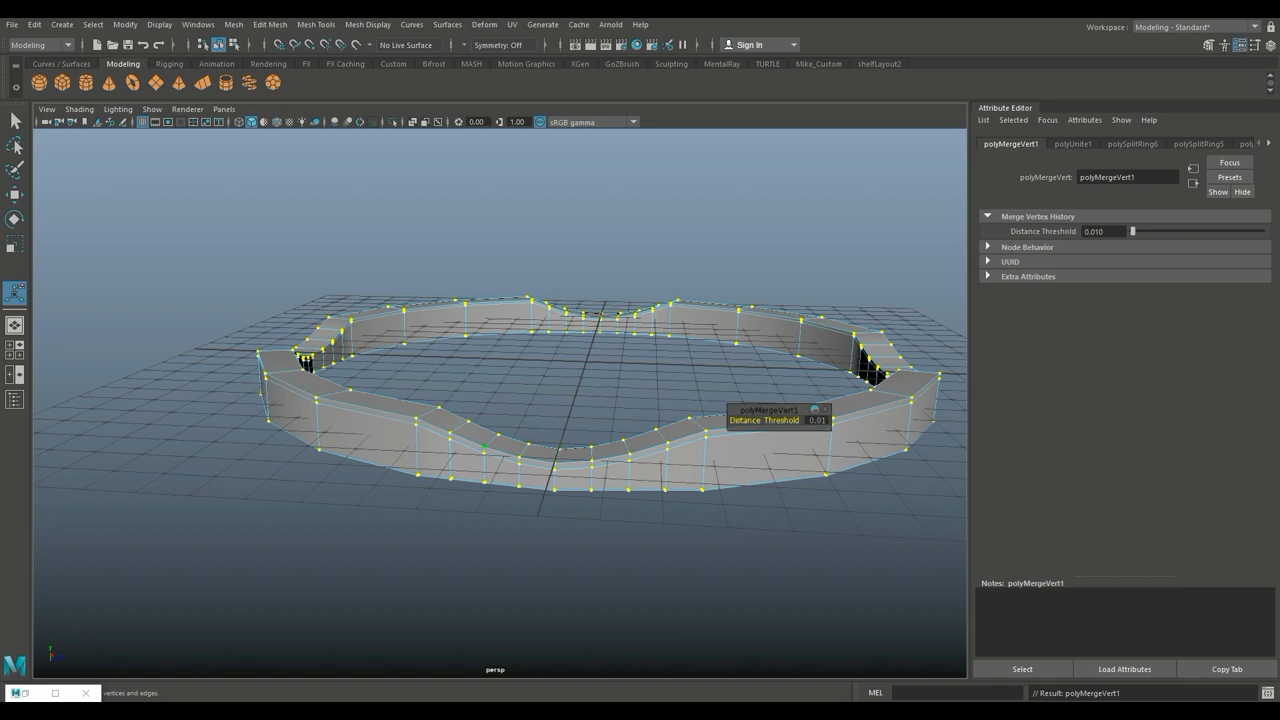 File Edit Create Select Modify Display Windows Mesh Edit Mesh Mesh Tools Mesh Display Curves Surfaces Deform UV Generate Cache Arnold Help
Workspace : Modeling - Standard*
Modeling No Live Surface Symmetry: Off Sign In
Curves / Surfaces Modeling Rigging Animation Rendering FX FX Caching Custom Bifrost MASH Motion Graphics XGen GoZBrush Sculpting MentalRay TURTLE Mike_Custom shelfLayout2
View Shading Lighting Show Renderer Panels
0.00 1.00 sRGB gamma
polyMergeVert1
Distance Threshold 0.01
persp
Attribute Editor
List Selected Focus Attributes Show Help
polyMergeVert1 polyUnite1 polySplitRing6 polySplitRing5 pol
Focus
polyMergeVert: polyMergeVert1 Presets
Show Hide
Merge Vertex History
Distance Threshold 0.010
Node Behavior
UUID
Extra Attributes
Notes: polyMergeVert1
Select Load Attributes Copy Tab
vertices and edges.
MEL
// Result: polyMergeVert1